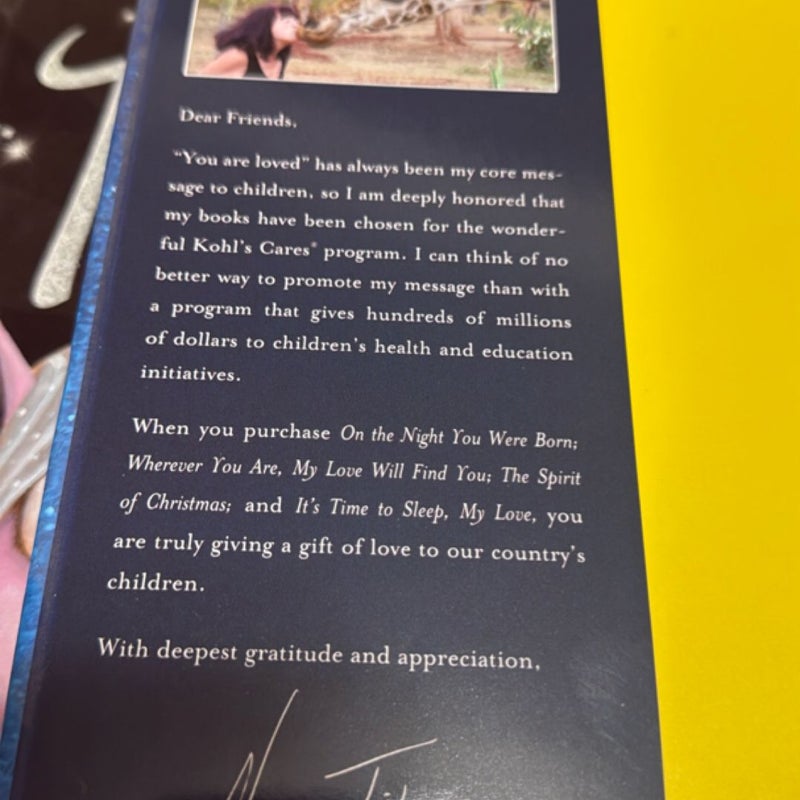 Dear Friends,
"You are loved" has always been my core mes-
sage to children, so I am deeply honored that
my books have been chosen for the wonder-
ful Kohl's Cares® program. I can think of no
better way to promote my message than with
a program that gives hundreds of millions
of dollars to children's health and education
initiatives.
When you purchase On the Night You Were Born;
Wherever You Are, My Love Will Find You; The Spirit
of Christmas; and It's Time to Sleep, My Love, you
are truly giving a gift of love to our country's
children.
With deepest gratitude and appreciation,